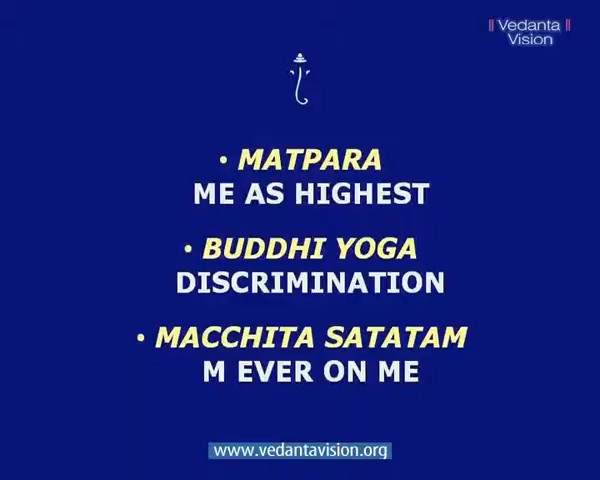 || Vedanta ||
Vision
• MATPARA
ME AS HIGHEST
• BUDDHI YOGA
DISCRIMINATION
• MACCHITA SATATAM
M EVER ON ME
www.vedantavision.org